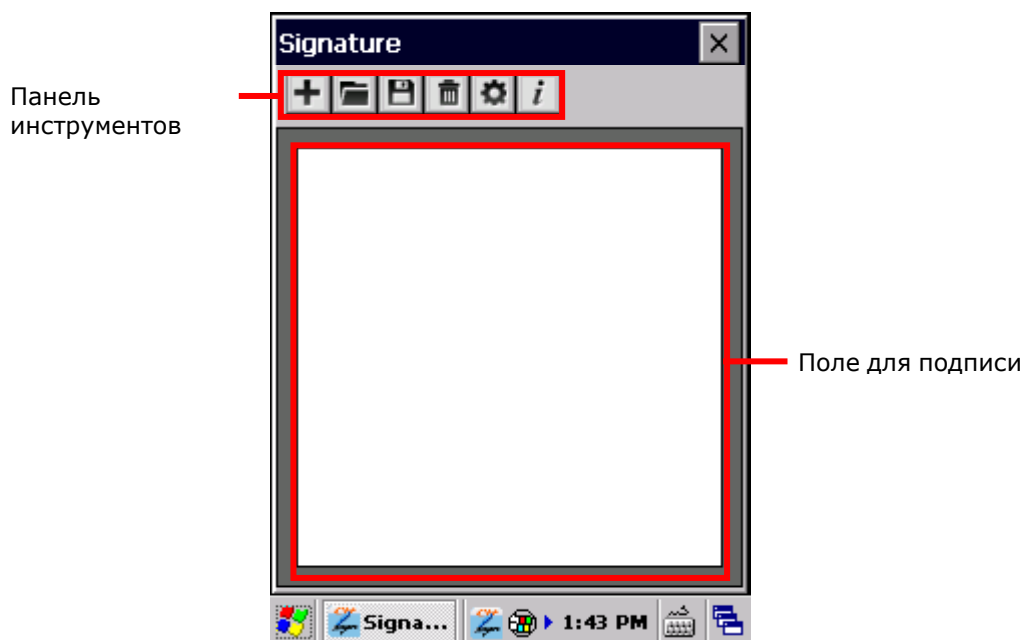 Signature
Панель
инструментов
i
Поле для подписи
Signa...
1:43 PM